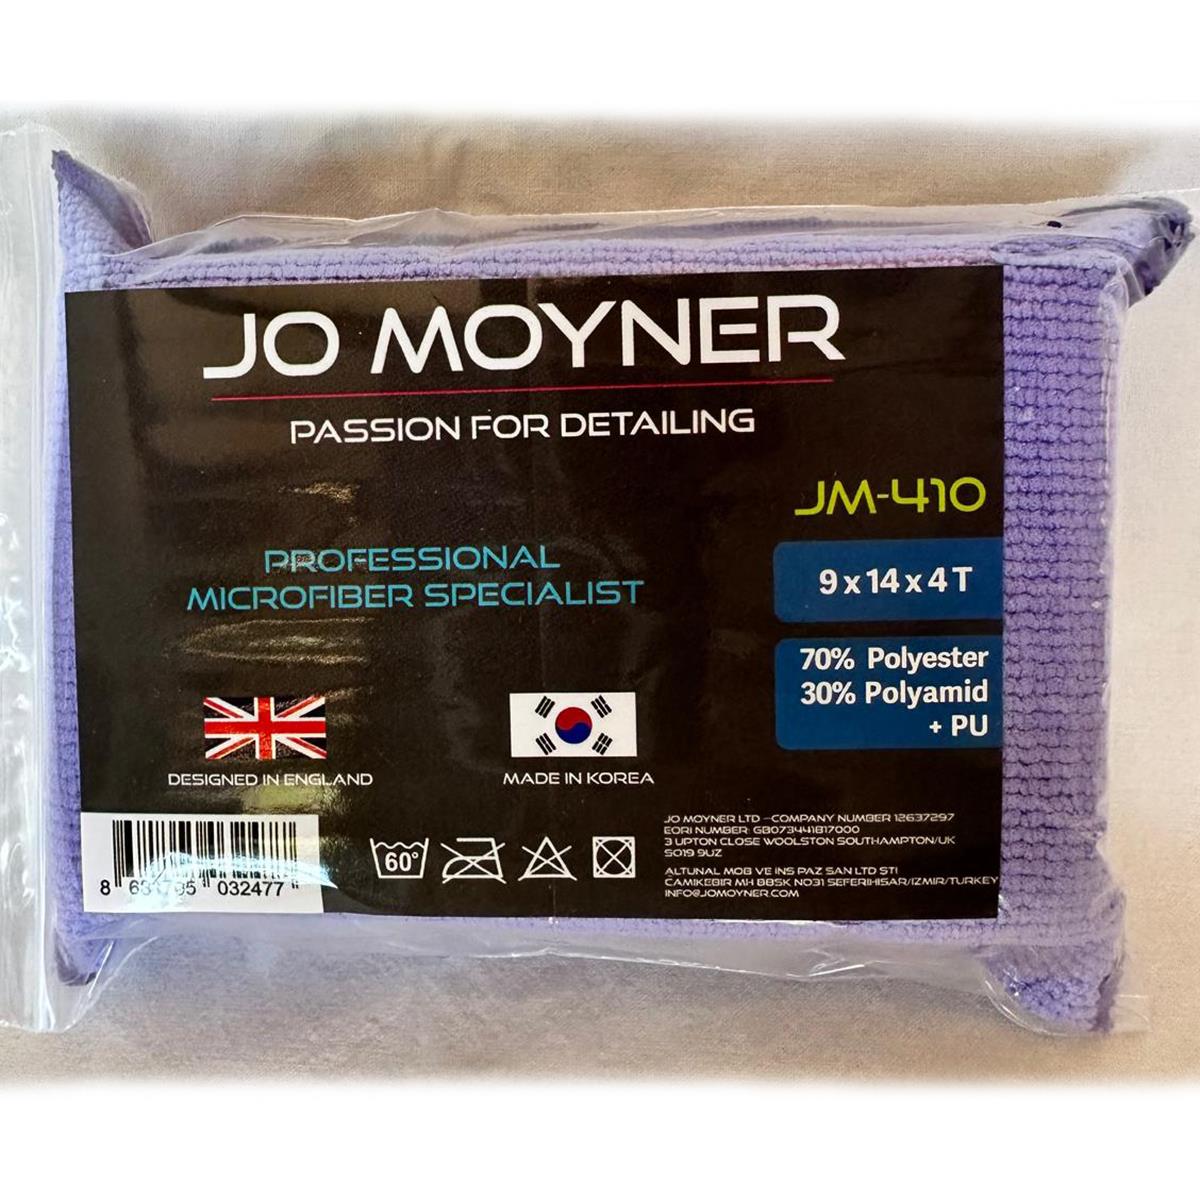 JO MOYNER
PASSION FOR DETAILING
JM-410
PROFESSIONAL
MICROFIBER SPECIALIST
9 x 14 x 4 T
70% Polyester
30% Polyamid
+ PU
DESIGNED IN ENGLAND
MADE IN KOREA
60°
JO MOYNER LTD -COMPANY NUMBER 12637297
EORI NUMBER: GB073441817000
3 UPTON CLOSE WOOLSTON SOUTHAMPTON/UK
SO19 9UZ
ALTUNAL MOB VE INS PAZ SAN LTD STI
CAMIKEBIR MH 885K NO31 SEFERIHISAR/IZMIR/TURKEY
INFO@JOMOYNER.COM
8 032477